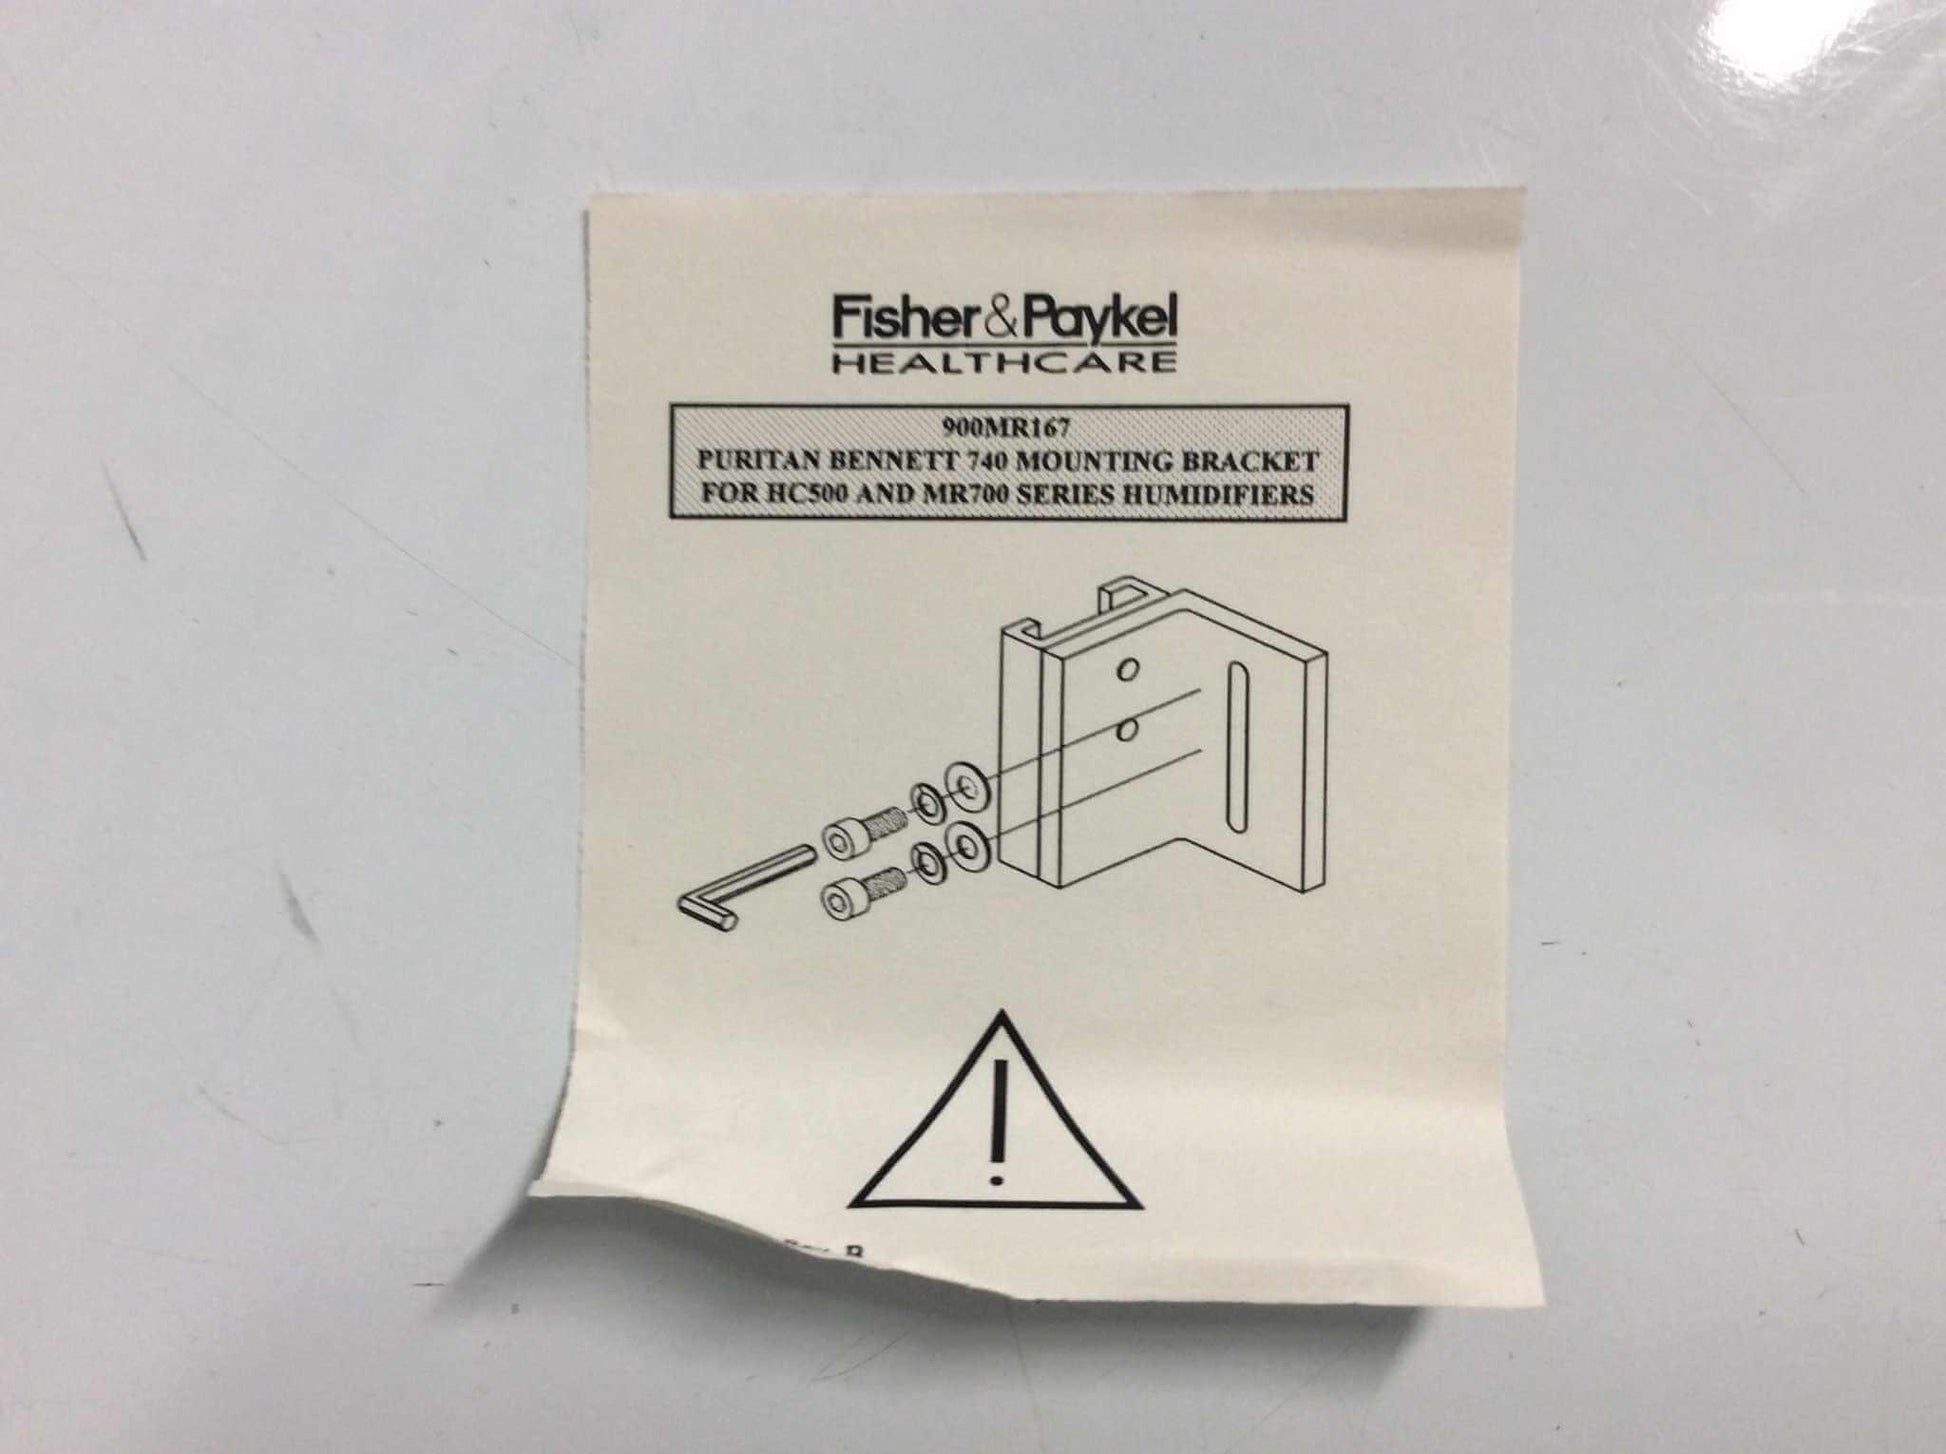 Fisher&Paykel
HEALTHCARE
900MR167
PURITAN BENNETT 740 MOUNTING BRACKET
FOR HC500 AND MR700 SERIES HUMIDIFIERS